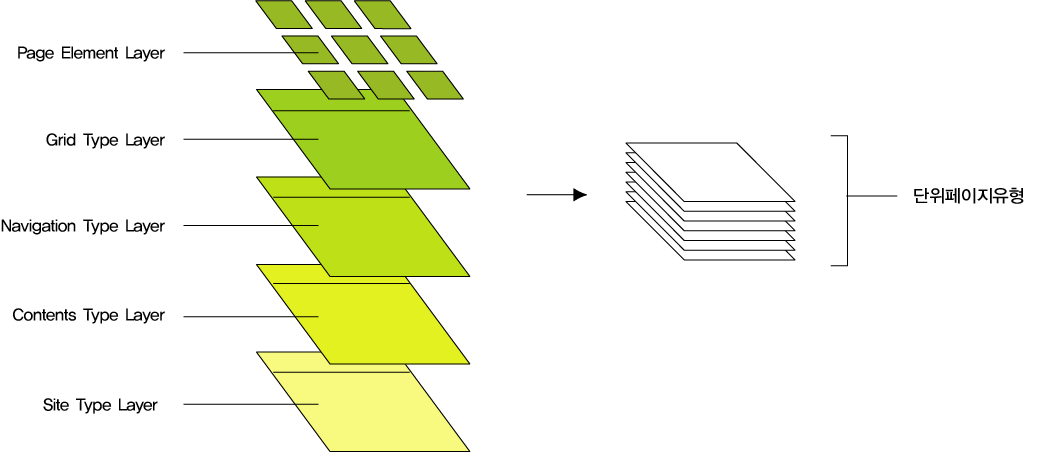 Page Element Layer
Grid Type Layer
Navigation Type Layer
Contents Type Layer
Site Type Layer
단위페이지유형